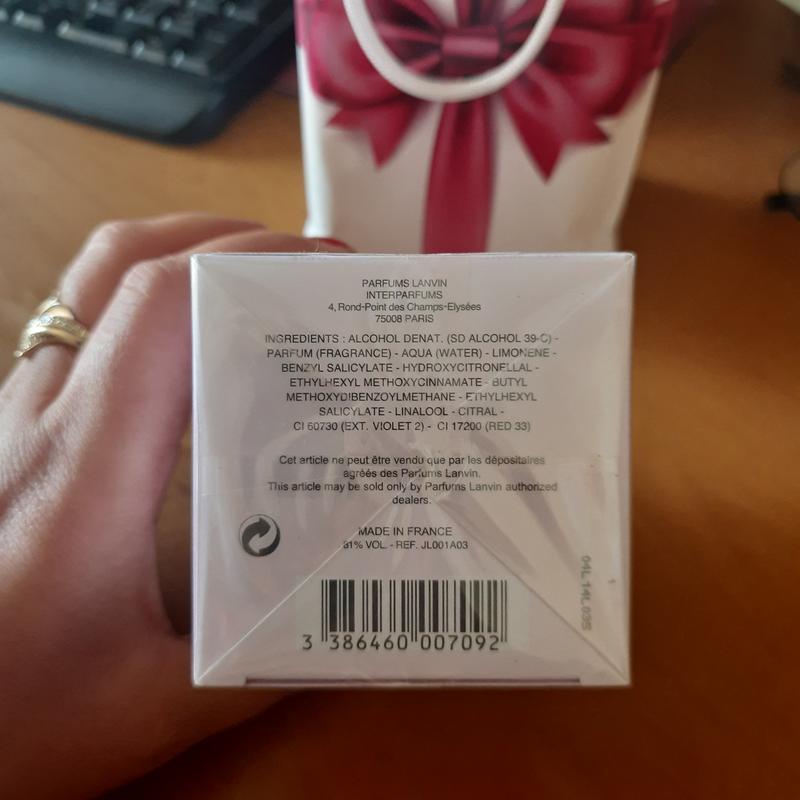 PARFUMS LANVIN
INTERPARFUMS
4, Rond-Point des Champs-Elysées
75008 PARIS
INGREDIENTS : ALCOHOL DENAT. (SD ALCOHOL 39-C) -
PARFUM (FRAGRANCE) - AQUA (WATER) - LIMONENE -
BENZYL SALICYLATE - HYDROXYCITRONELLAL -
ETHYLHEXYL METHOXYCINNAMATE - BUTYL
METHOXYDIBENZOYLMETHANE - ETHYLHEXYL
SALICYLATE - LINALOOL - CITRAL -
CI 60730 (EXT. VIOLET 2) - CI 17200 (RED 33)
Cet article ne peut être vendu que par les dépositaires
agréés des Parfums Lanvin.
This article may be sold only by Parfums Lanvin authorized
dealers.
MADE IN FRANCE
81% VOL. - REF. JL001A03
04L 14L 03S
3 386460 007092